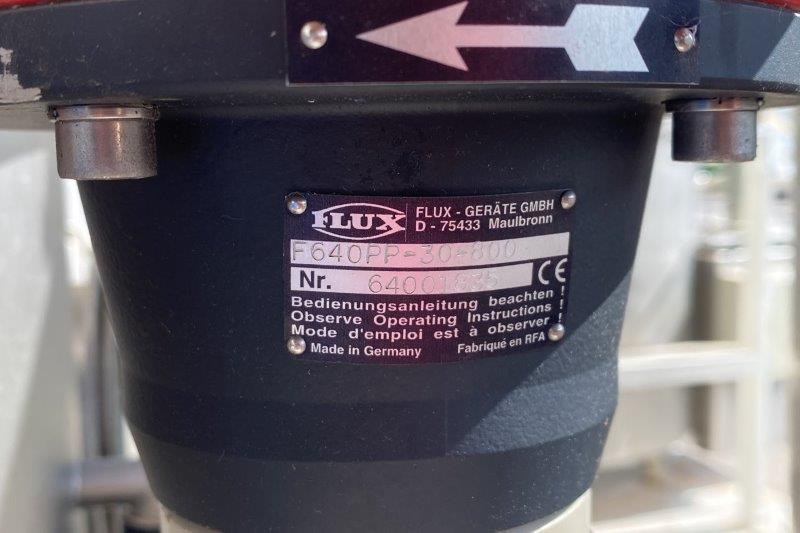 FLUX
FLUX - GERÄTE GMBH
D - 75433 Maulbronn
F640PP-30-800
Nr.
CE
Bedienungsanleitung beachten !
Observe Operating Instructions !
Mode d'emploi est à observer !
Made in Germany Fabriqué en RFA